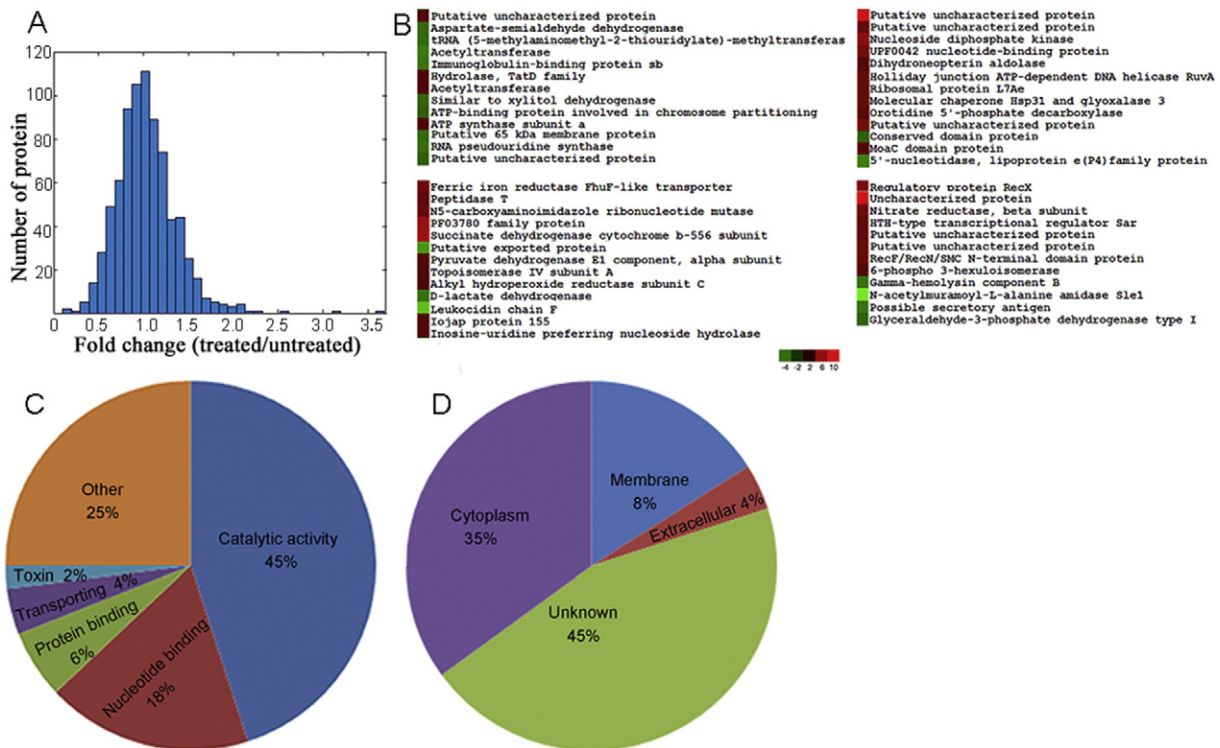 A
Number of protein
120
100
80
60
40
20
0 0.5 1.0 1.5 2.0 2.5 3.0 3.5
Fold change (treated/untreated)
B
Putative uncharacterized protein
Aspartate-semialdehyde dehydrogenase
tRNA (5-methylaminomethyl-2-thiouridylate)-methyltransferas
Acetyltransferase
Immunoglobulin-binding protein sb
Hydrolase, TatD family
Acetyltransferase
Similar to xylitol dehydrogenase
ATP-binding protein involved in chromosome partitioning
ATP synthase subunit a
Putative 65 kDa membrane protein
RNA pseudouridine synthase
Putative uncharacterized protein
Ferric iron reductase FhuF-like transporter
Peptidase T
N5-carboxyaminoimidazole ribonucleotide mutase
PF03780 family protein
Succinate dehydrogenase cytochrome b-556 subunit
Putative exported protein
Pyruvate dehydrogenase E1 component, alpha subunit
Topoisomerase IV subunit A
Alkyl hydroperoxide reductase subunit C
D-lactate dehydrogenase
Leukocidin chain F
Iojap protein 155
Inosine-uridine preferring nucleoside hydrolase
Putative uncharacterized protein
Putative uncharacterized protein
Nucleoside diphosphate kinase
UPF0042 nucleotide-binding protein
Dihydroneopterin aldolase
Holliday junction ATP-dependent DNA helicase RuvA
Ribosomal protein L7Ae
Molecular chaperone Hsp31 and glyoxalase 3
Orotidine 5'-phosphate decarboxylase
Putative uncharacterized protein
Conserved domain protein
MoaC domain protein
5'-nucleotidase, lipoprotein e(P4)family protein
Regulatory protein RecX
Uncharacterized protein
Nitrate reductase, beta subunit
HTH-type transcriptional regulator Sar
Putative uncharacterized protein
Putative uncharacterized protein
RecF/RecN/SMC N-terminal domain protein
6-phospho 3-hexuloisomerase
Gamma-hemolysin component B
N-acetylmuramoyl-L-alanine amidase Sle1
Possible secretory antigen
Glyceraldehyde-3-phosphate dehydrogenase type I
-4 -2 2 6 10
C
Other
25%
Catalytic activity
45%
Toxin 2%
Transporting 4%
Protein binding
6%
Nucleotide binding
18%
D
Membrane
8%
Extracellular 4%
Cytoplasm
35%
Unknown
45%